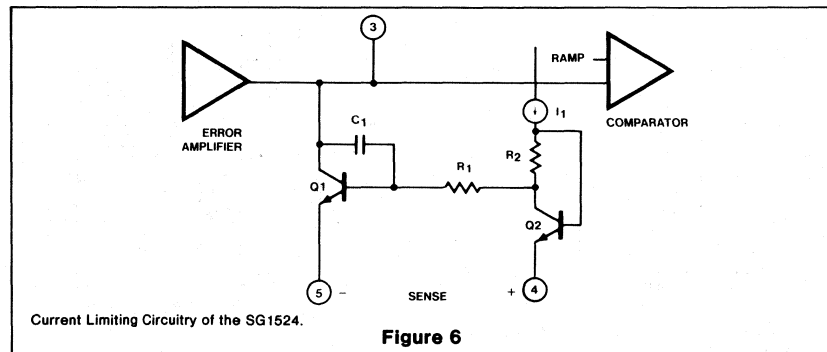 3
RAMP
C1
I1
ERROR
AMPLIFIER
COMPARATOR
R1
R2
Q1
Q2
5 − SENSE + 4
Current Limiting Circuitry of the SG1524.
Figure 6